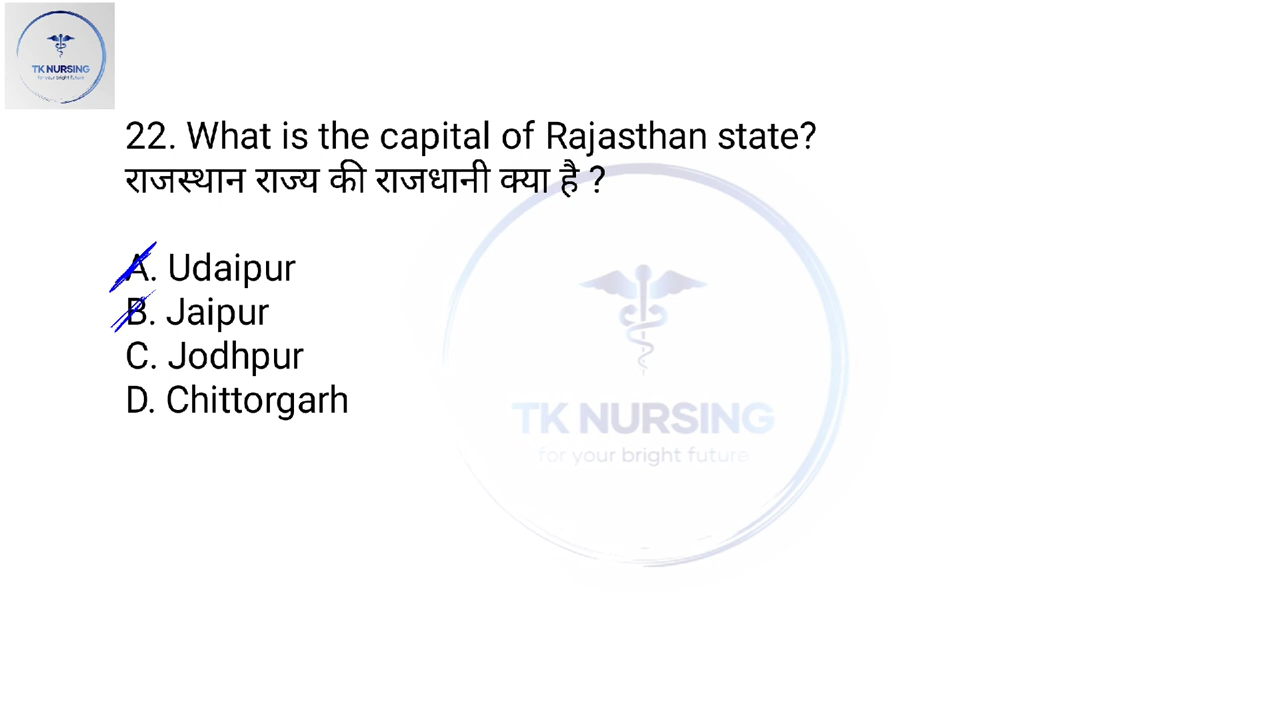 TK NURSING
for your bright future
22. What is the capital of Rajasthan state?
राजस्थान राज्य की राजधानी क्या है ?
A. Udaipur
B. Jaipur
C. Jodhpur
D. Chittorgarh
TK NURSING
for your bright future